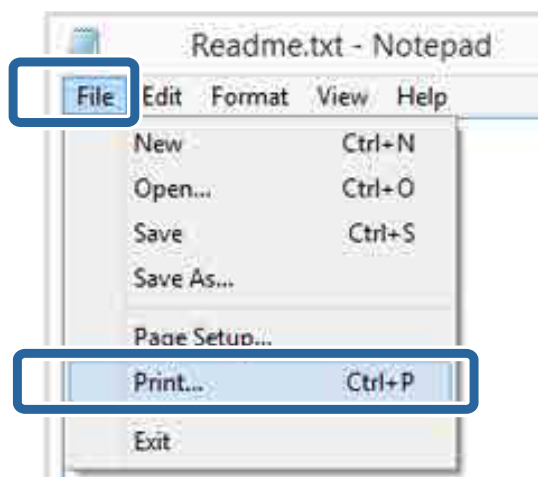 Readme.txt - Notepad
File Edit Format View Help
New Ctrl+N
Open... Ctrl+O
Save Ctrl+S
Save As...
Page Setup...
Print... Ctrl+P
Exit